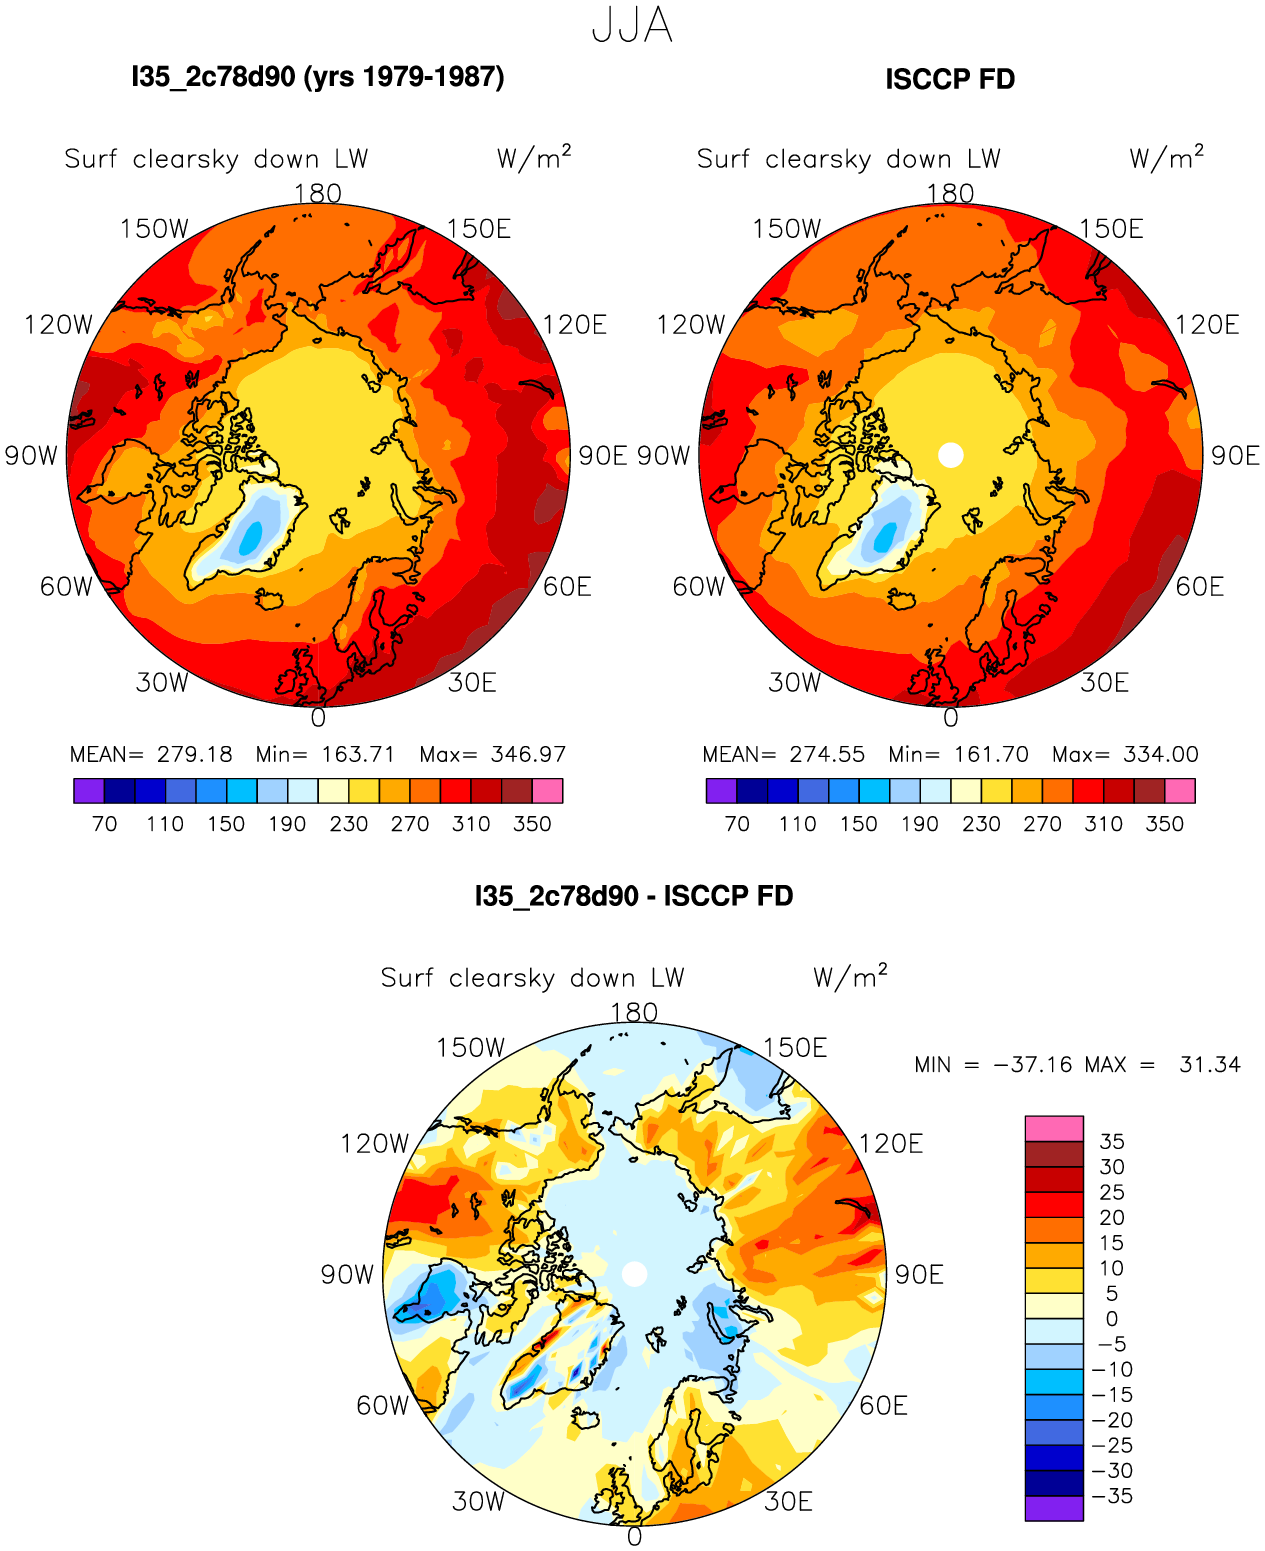 JJA
I35_2c78d90 (yrs 1979-1987)
ISCCP FD
Surf clearsky down LW W/m²
Surf clearsky down LW W/m²
180
150W 150E
120W 120E
90W 90E
60W 60E
30W 30E
0
180
150W 150E
120W 120E
90W 90E
60W 60E
30W 30E
0
MEAN= 279.18 Min= 163.71 Max= 346.97
MEAN= 274.55 Min= 161.70 Max= 334.00
70 110 150 190 230 270 310 350
70 110 150 190 230 270 310 350
I35_2c78d90 - ISCCP FD
Surf clearsky down LW W/m²
180
150W 150E
120W 120E
90W 90E
60W 60E
30W 30E
0
MIN = -37.16 MAX = 31.34
35
30
25
20
15
10
5
0
-5
-10
-15
-20
-25
-30
-35